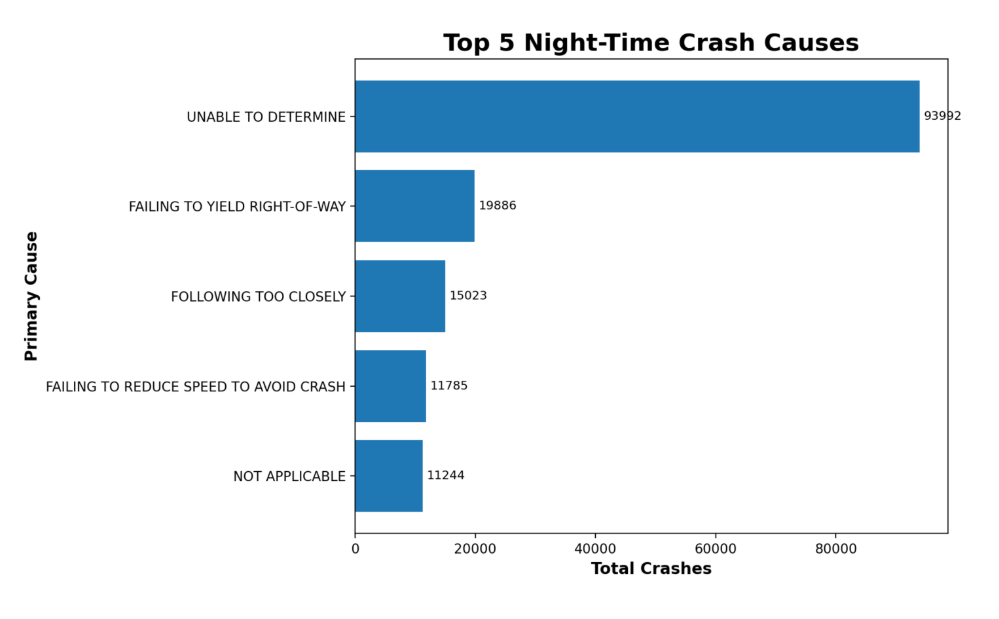 Top 5 Night-Time Crash Causes
Primary Cause
UNABLE TO DETERMINE
93992
FAILING TO YIELD RIGHT-OF-WAY
19886
FOLLOWING TOO CLOSELY
15023
FAILING TO REDUCE SPEED TO AVOID CRASH
11785
NOT APPLICABLE
11244
0
20000
40000
60000
80000
Total Crashes